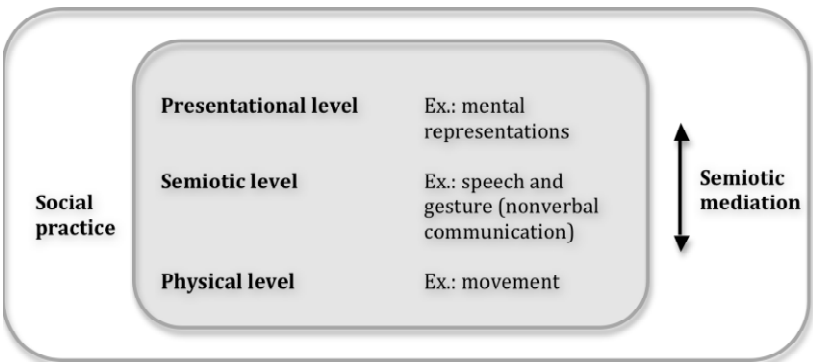 Presentational level Ex.: mental
representations
Semiotic level Ex.: speech and
gesture (nonverbal
communication)
Physical level Ex.: movement
Social
practice
Semiotic
mediation